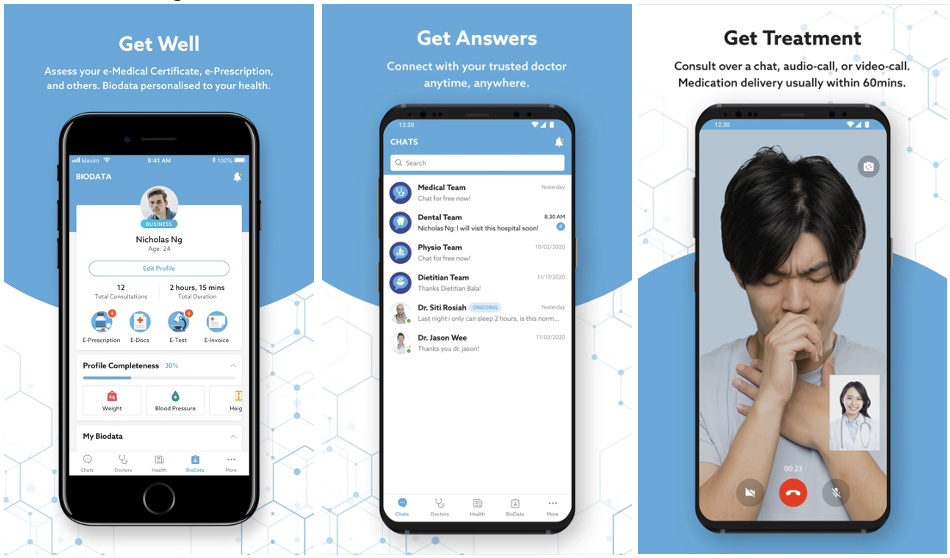 Get Well
Assess your e-Medical Certificate, e-Prescription,
and others. Biodata personalised to your health.
Maxim 9:41 AM 100%
BIODATA
BUSINESS
Nicholas Ng
Age: 24
Edit Profile
12 2 hours, 15 mins
Total Consultations Total Duration
4 4
E-Prescription E-Docs E-Test E-Invoice
Profile Completeness 30%
kg
Weight Blood Pressure Heig
My Biodata
Chats Doctors Health BioData More
Get Answers
Connect with your trusted doctor
anytime, anywhere.
12:30
CHATS
Search
Medical Team Yesterday
Chat for free now!
Dental Team 8.30 AM
Nicholas Ng: I will visit this hospital soon! 4
Physio Team 10/02/2020
Chat for free now!
Dietitian Team 11/17/2020
Thanks Dietitian Bala!
Dr. Siti Rosiah ONGOING Yesterday
Last night i only can sleep 2 hours, is this norm...
Dr. Jason Wee 11/03/2020
Thank you dr. jason!
Chats Doctors Health BioData More
Get Treatment
Consult over a chat, audio-call, or video-call.
Medication delivery usually within 60mins.
12:30
00:23